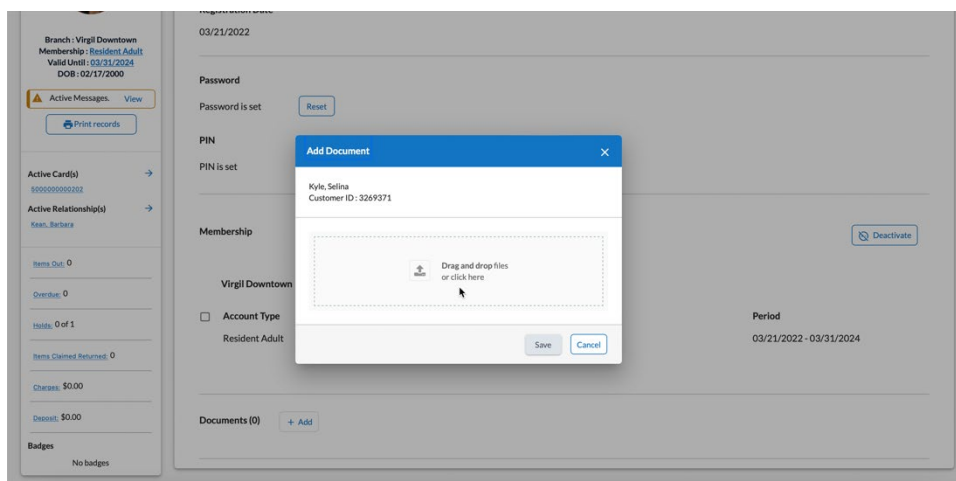 Registration Date
03/21/2022
Branch : Virgil Downtown
Membership : Resident Adult
Valid Until : 03/31/2024
DOB : 02/17/2000
Active Messages. View
Print records
Active Card(s)
5000000000202
Active Relationship(s)
Kean, Barbara
Items Out: 0
Overdue: 0
Holds: 0 of 1
Items Claimed Returned: 0
Charges: $0.00
Deposit: $0.00
Badges
No badges
Password
Password is set Reset
PIN
PIN is set
Add Document
Kyle, Selina
Customer ID : 3269371
Drag and drop files
or click here
Save Cancel
Membership Deactivate
Virgil Downtown
Account Type Period
Resident Adult 03/21/2022 - 03/31/2024
Documents (0) + Add